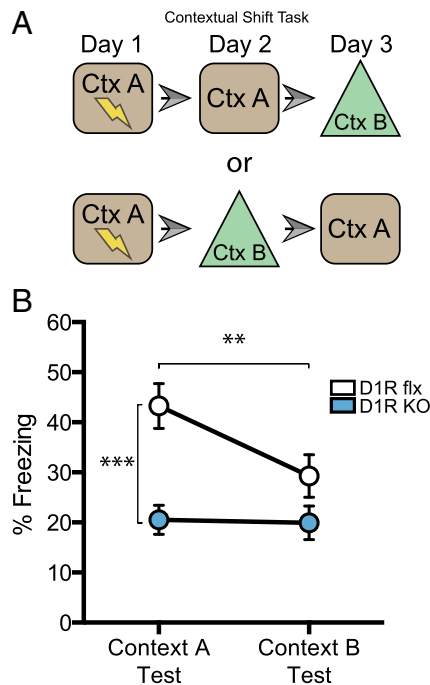 A
Contextual Shift Task
Day 1 Day 2 Day 3
Ctx A Ctx A Ctx B
or
Ctx A Ctx B Ctx A
B
% Freezing
60
50
40
30
20
10
0
**
***
D1R flx
D1R KO
Context A Test
Context B Test